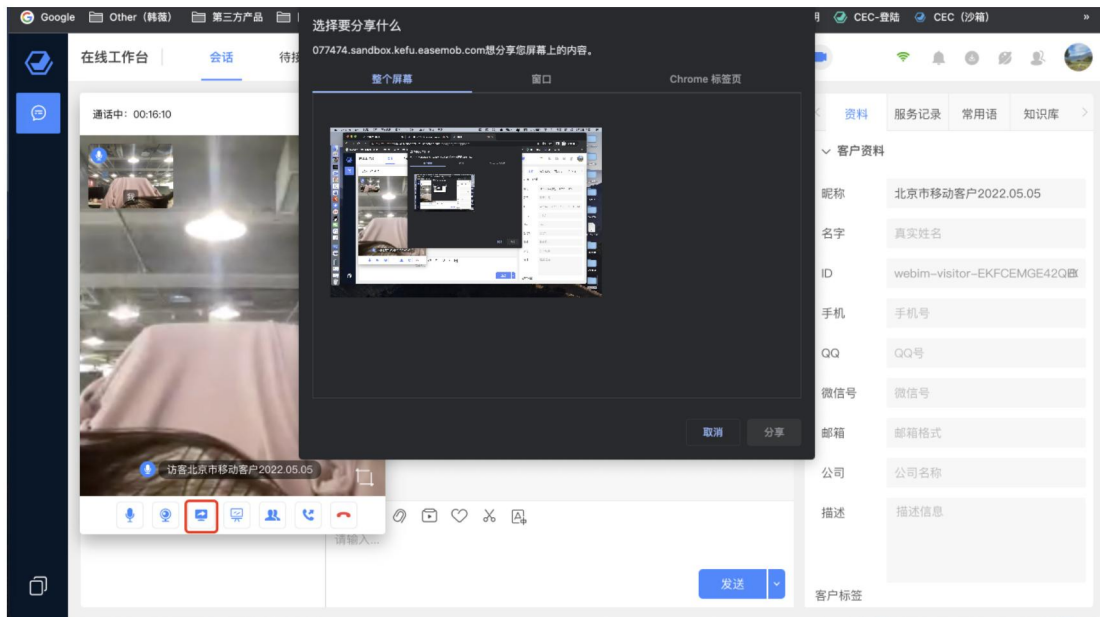 Google
Other（韩薇）
第三方产品
CEC-登陆
CEC（沙箱）
»
选择要分享什么
077474.sandbox.kefu.easemob.com想分享您屏幕上的内容。
整个屏幕
窗口
Chrome 标签页
取消
分享
在线工作台
会话
待接
通话中：00:16:10
访客北京市移动客户2022.05.05
请输入...
发送
资料
服务记录
常用语
知识库
客户资料
昵称
北京市移动客户2022.05.05
名字
真实姓名
ID
webim-visitor-EKFCEMGE42Q
手机
手机号
QQ
QQ号
微信号
微信号
邮箱
邮箱格式
公司
公司名称
描述
描述信息
客户标签